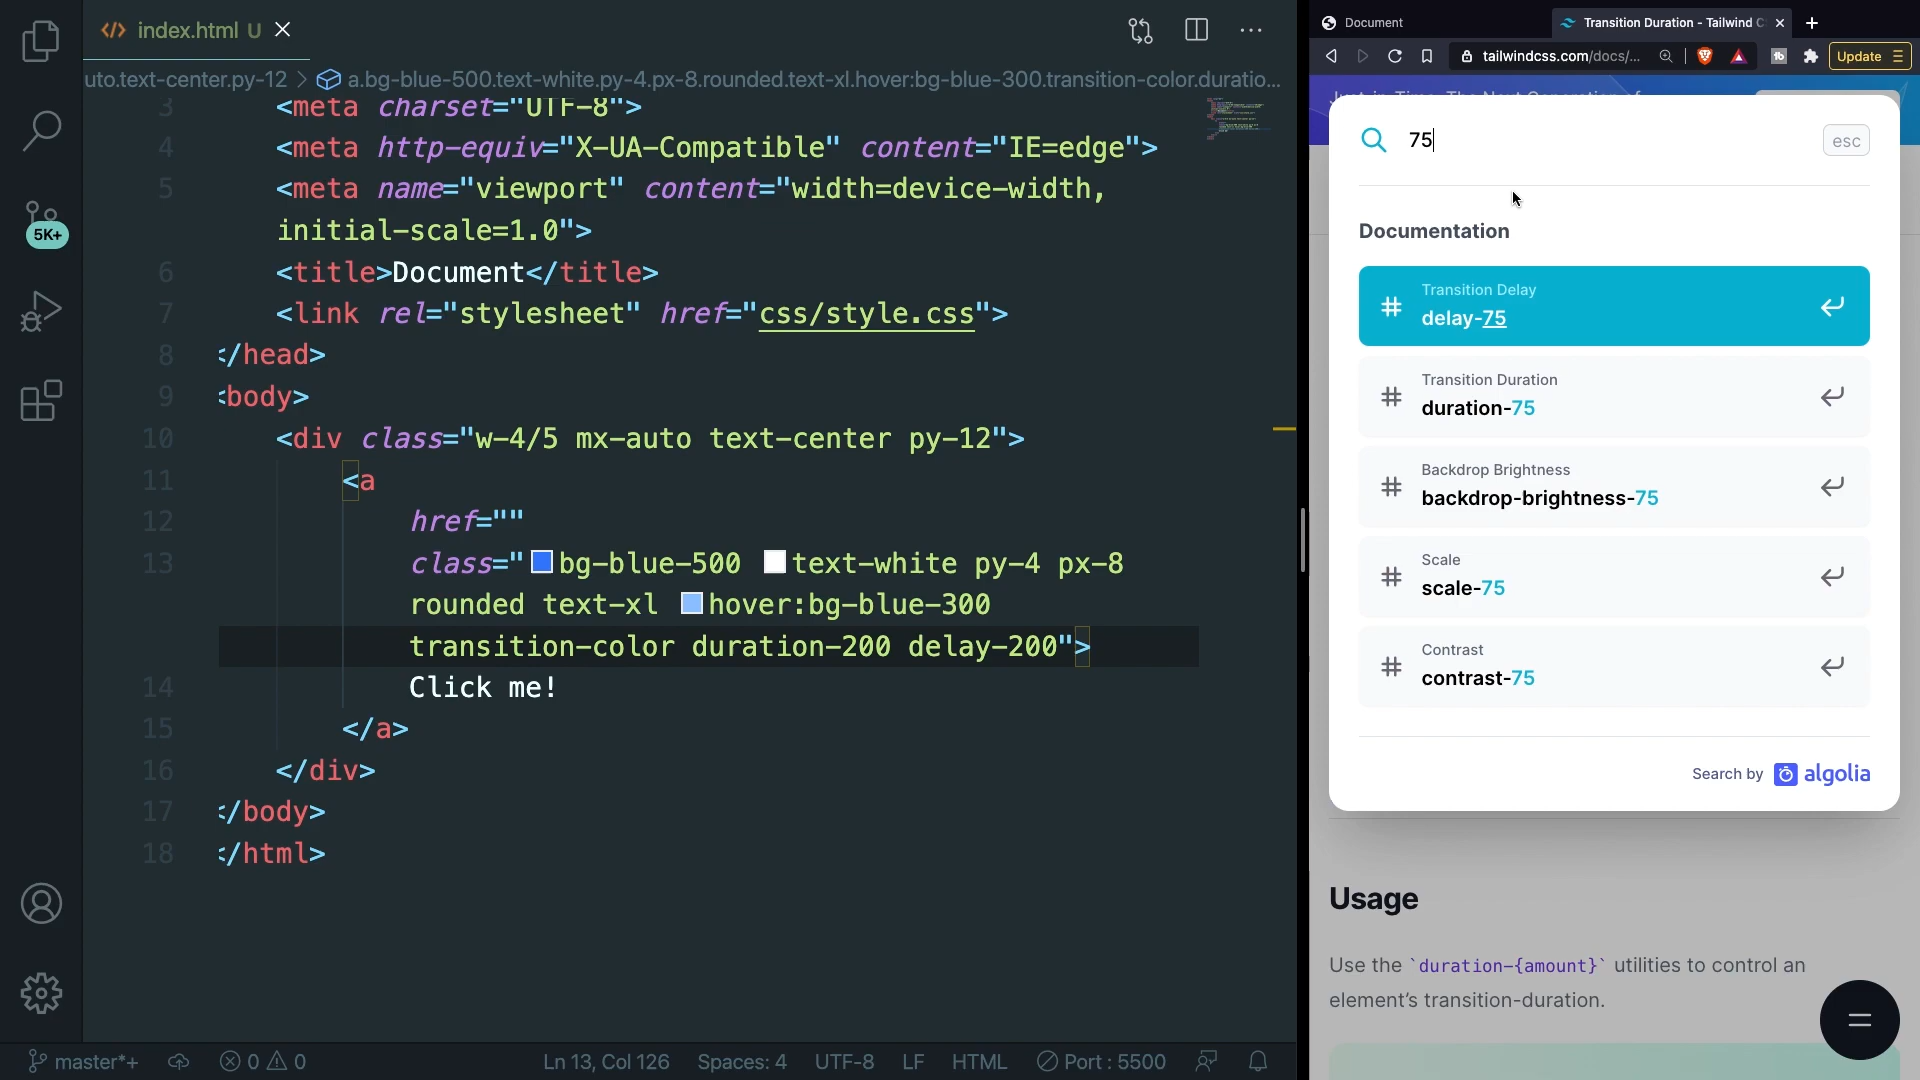 index.html U
uto.text-center.py-12 > a.bg-blue-500.text-white.py-4.px-8.rounded.text-xl.hover:bg-blue-300.transition-color.duratio...
5K+
3 <meta charset="UTF-8">
4 <meta http-equiv="X-UA-Compatible" content="IE=edge">
5 <meta name="viewport" content="width=device-width,
initial-scale=1.0">
6 <title>Document</title>
7 <link rel="stylesheet" href="css/style.css">
8 </head>
9 <body>
10 <div class="w-4/5 mx-auto text-center py-12">
11 <a
12 href=""
13 class="bg-blue-500 text-white py-4 px-8
rounded text-xl hover:bg-blue-300
transition-color duration-200 delay-200">
14 Click me!
15 </a>
16 </div>
17 </body>
18 </html>
master*+ 0 0 Ln 13, Col 126 Spaces: 4 UTF-8 LF HTML Port : 5500
Document
Transition Duration - Tailwind C
tailwindcss.com/docs/...
Update
75
esc
Documentation
# Transition Delay
delay-75
# Transition Duration
duration-75
# Backdrop Brightness
backdrop-brightness-75
# Scale
scale-75
# Contrast
contrast-75
Search by algolia
Usage
Use the `duration-{amount}` utilities to control an
element's transition-duration.